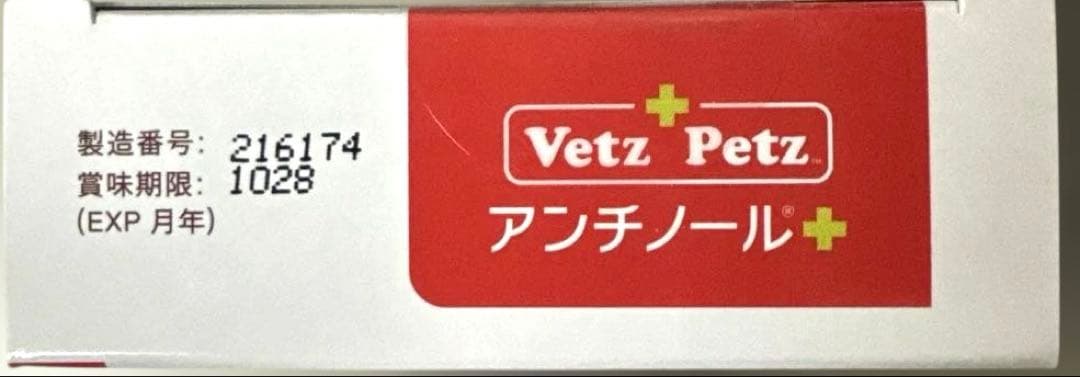 製造番号: 216174
賞味期限: 1028
(EXP 月年)
Vetz Petz™
アンチノール®+